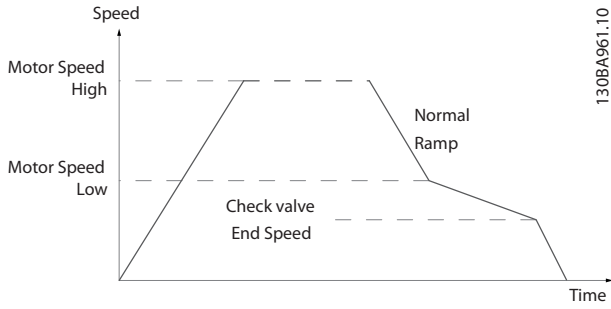 Speed
130BA961.10
Motor Speed
High
Normal
Ramp
Motor Speed
Low
Check valve
End Speed
Time